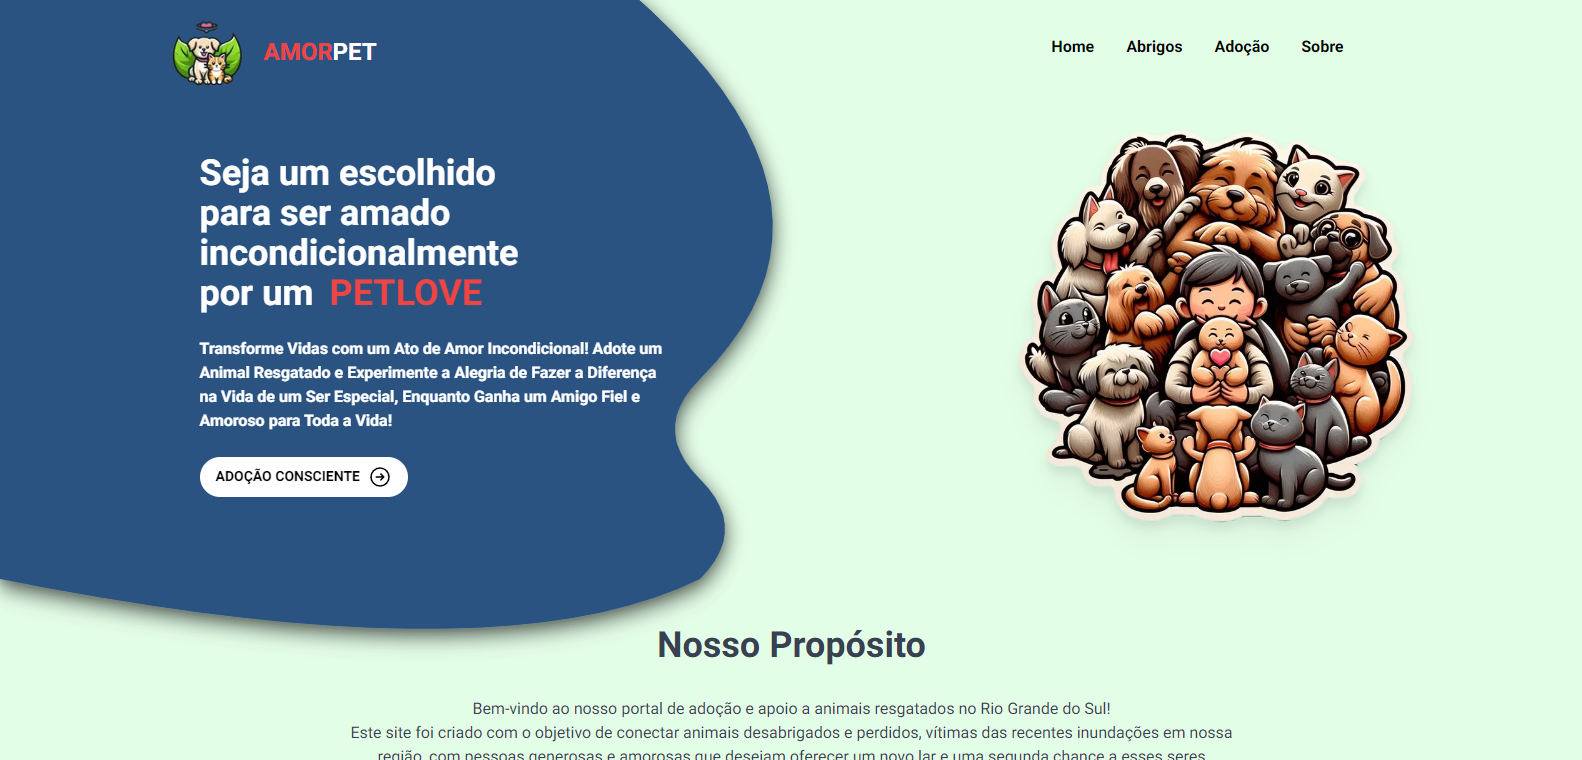 AMORPET
Home Abrigos Adoção Sobre
Seja um escolhido
para ser amado
incondicionalmente
por um PETLOVE
Transforme Vidas com um Ato de Amor Incondicional! Adote um
Animal Resgatado e Experimente a Alegria de Fazer a Diferença
na Vida de um Ser Especial, Enquanto Ganha um Amigo Fiel e
Amoroso para Toda a Vida!
ADOÇÃO CONSCIENTE
Nosso Propósito
Bem-vindo ao nosso portal de adoção e apoio a animais resgatados no Rio Grande do Sul!
Este site foi criado com o objetivo de conectar animais desabrigados e perdidos, vítimas das recentes inundações em nossa
região, com pessoas generosas e amorosas que desejam oferecer um novo lar e uma segunda chance a esses seres